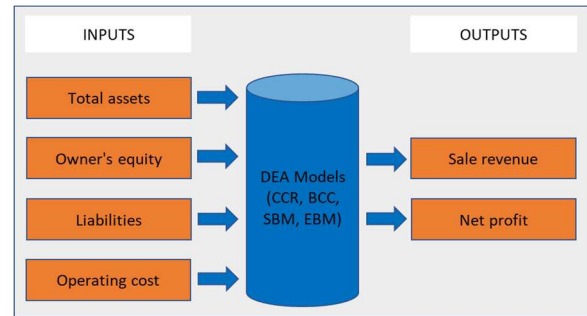 INPUTS
OUTPUTS
Total assets
Owner's equity
Liabilities
Operating cost
DEA Models
(CCR, BCC,
SBM, EBM)
Sale revenue
Net profit